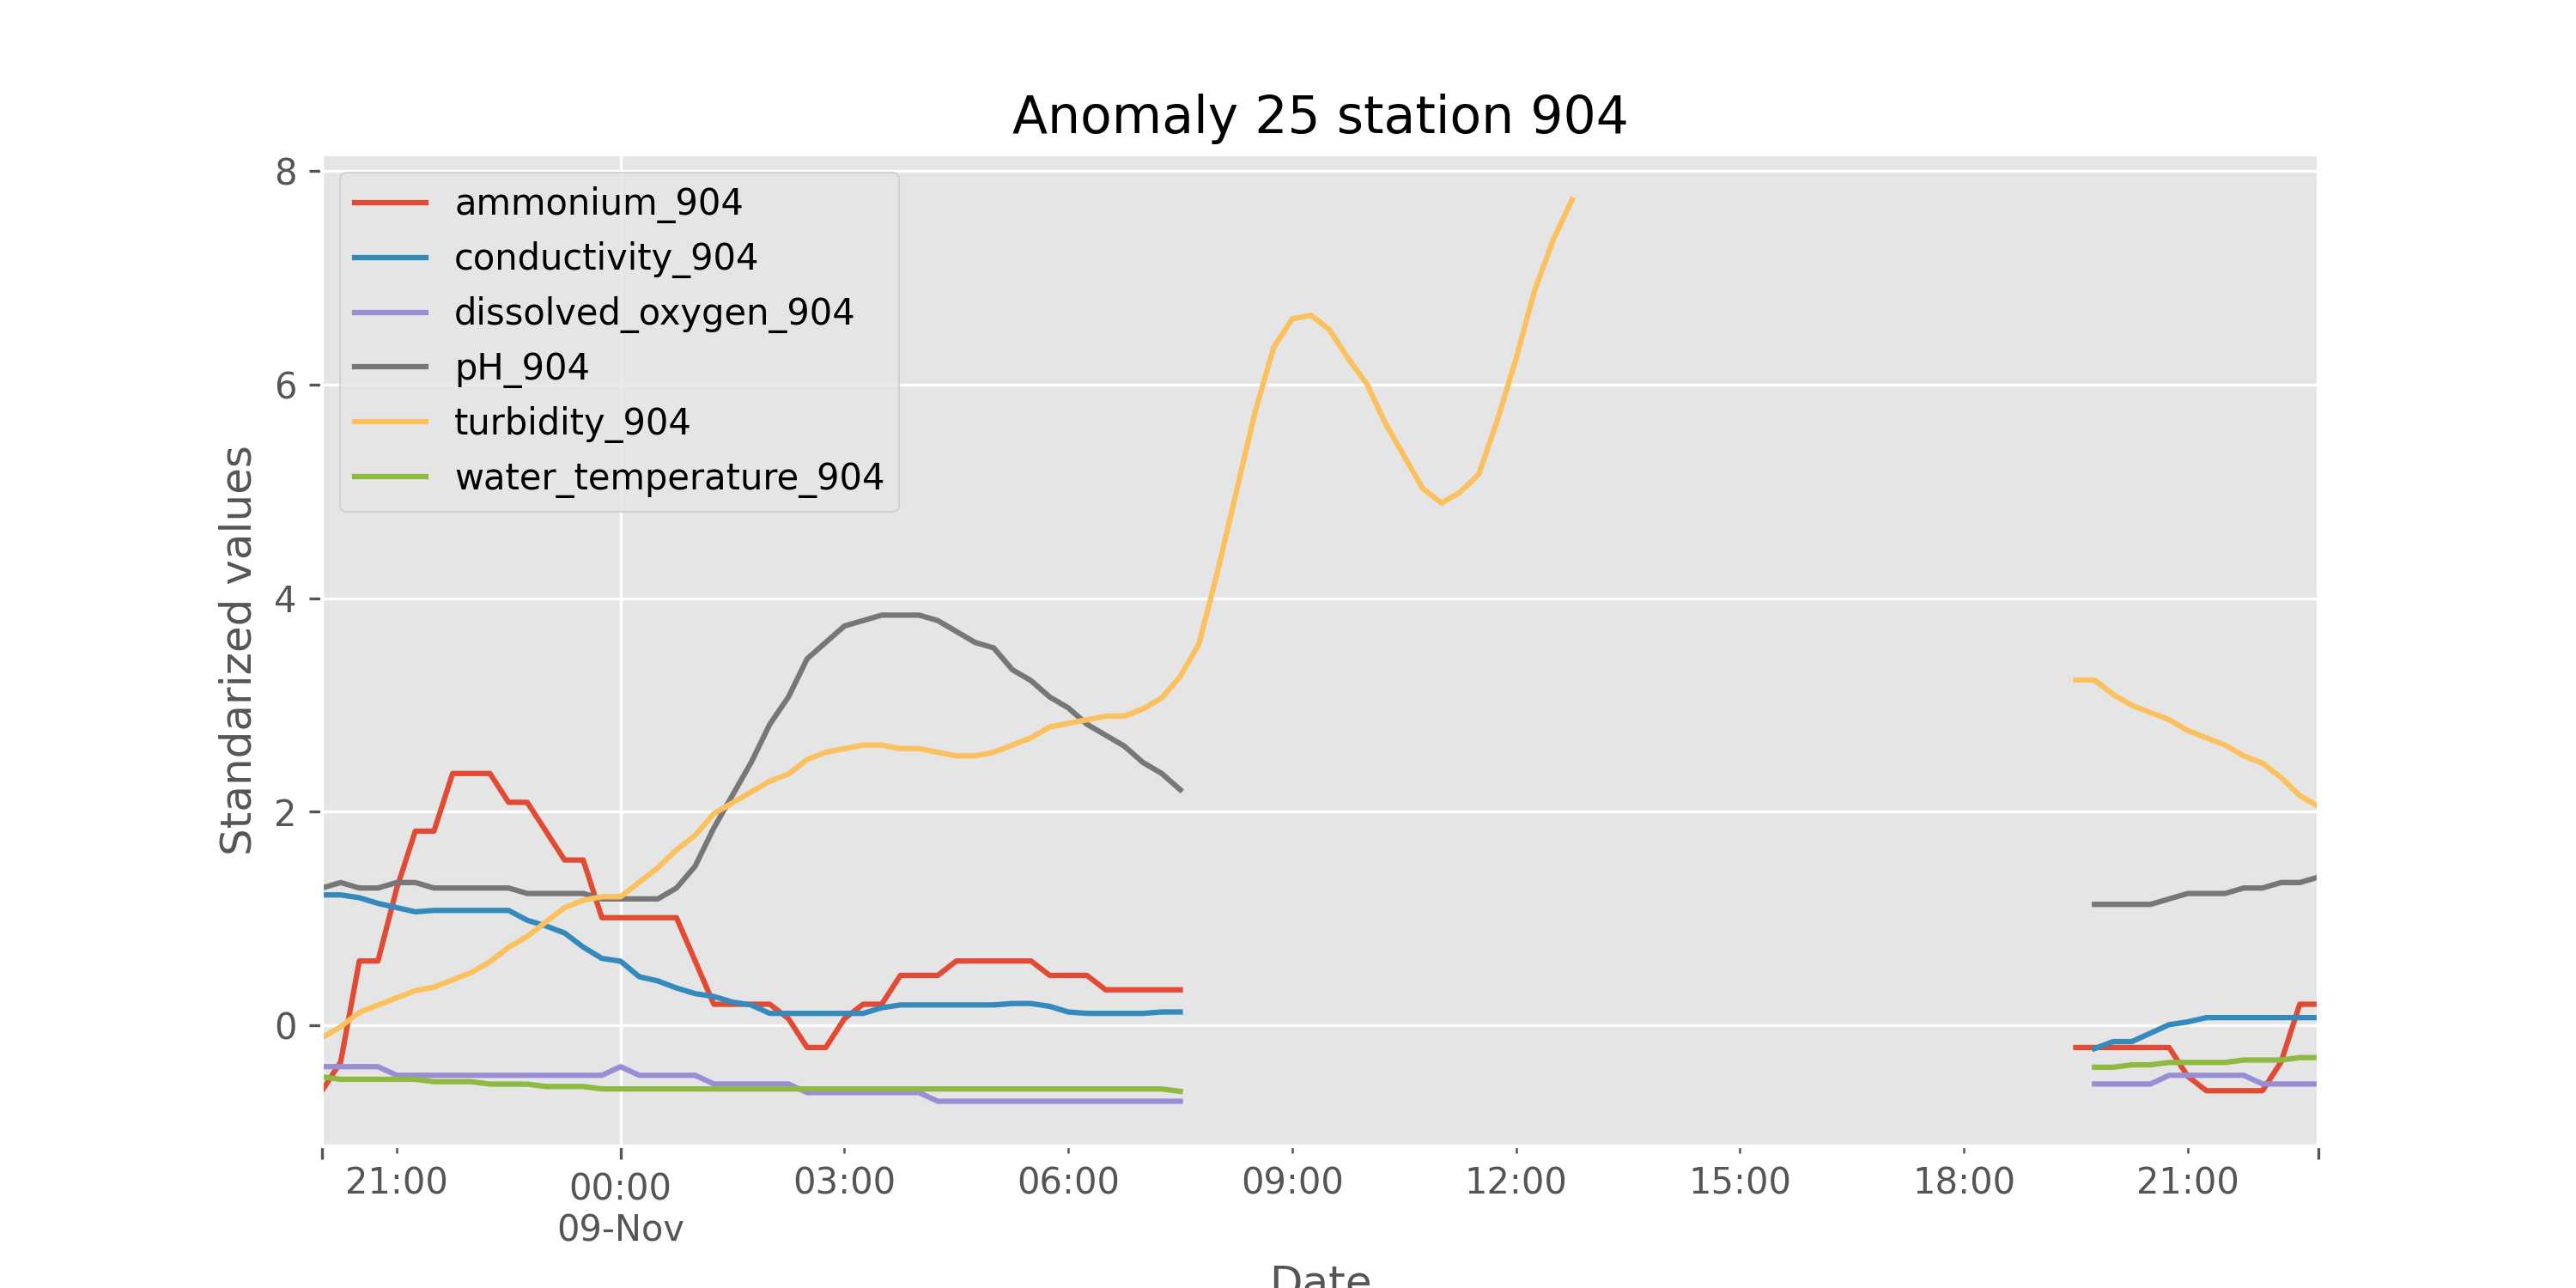 Anomaly 25 station 904
8
6
4
2
0
Standarized values
ammonium_904
conductivity_904
dissolved_oxygen_904
pH_904
turbidity_904
water_temperature_904
21:00 00:00 03:00 06:00 09:00 12:00 15:00 18:00 21:00
09-Nov
Date